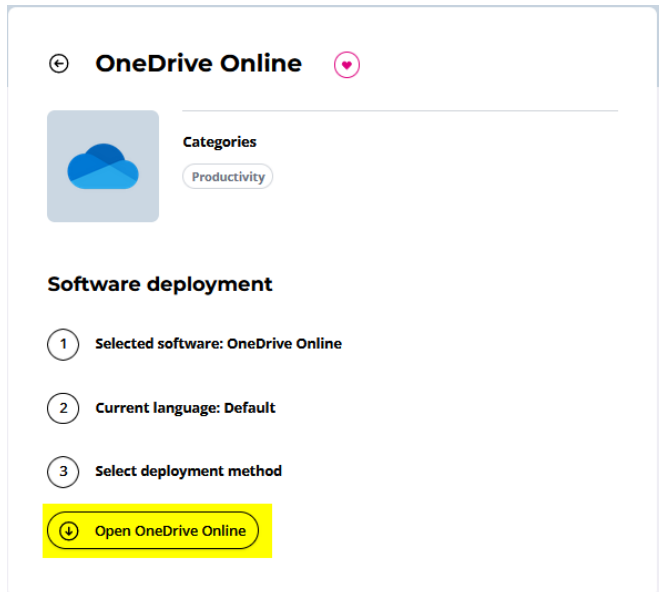 OneDrive Online
Categories
Productivity
Software deployment
1 Selected software: OneDrive Online
2 Current language: Default
3 Select deployment method
Open OneDrive Online